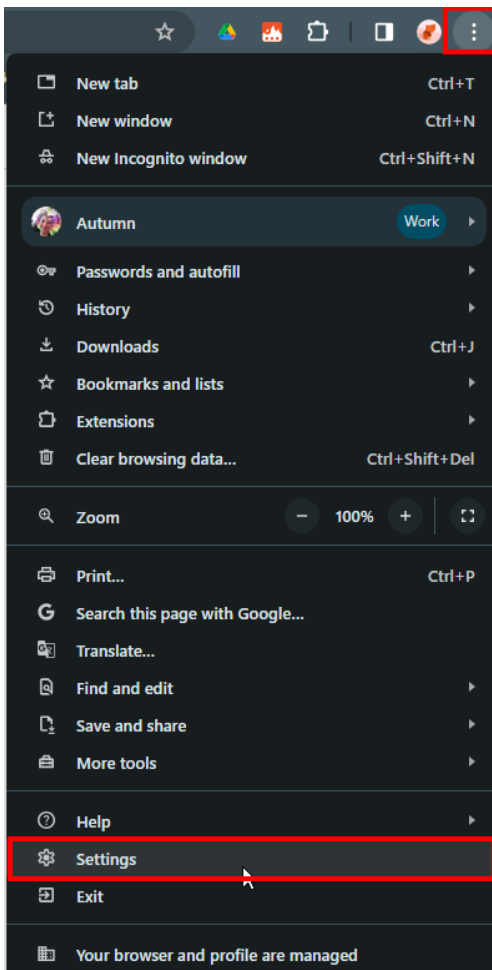 New tab Ctrl+T
New window Ctrl+N
New Incognito window Ctrl+Shift+N
Autumn Work
Passwords and autofill
History
Downloads Ctrl+J
Bookmarks and lists
Extensions
Clear browsing data... Ctrl+Shift+Del
Zoom − 100% +
Print... Ctrl+P
Search this page with Google...
Translate...
Find and edit
Save and share
More tools
Help
Settings
Exit
Your browser and profile are managed